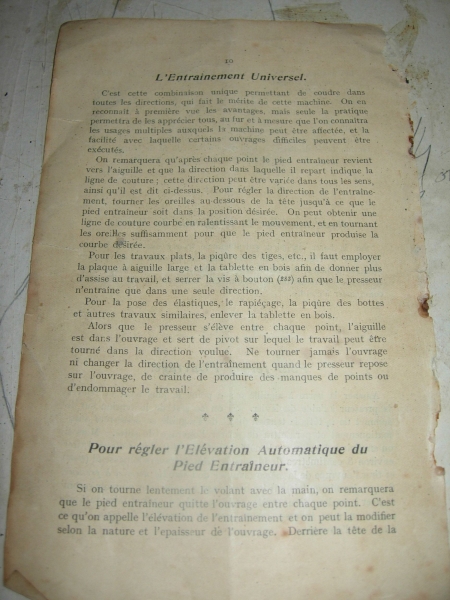 10
L'Entrainement Universel.
C'est cette combinaison unique permettant de coudre dans
toutes les directions, qui fait le mérite de cette machine. On en
reconnaît à première vue les avantages, mais seule la pratique
permettra de les apprécier tous, au fur et à mesure que l'on connaîtra
les usages multiples auxquels la machine peut être affectée, et la
facilité avec laquelle certains ouvrages difficiles peuvent être
exécutés.
On remarquera qu'après chaque point le pied entraîneur revient
vers l'aiguille et que la direction dans laquelle il repart indique la
ligne de couture ; cette direction peut être variée dans tous les sens,
ainsi qu'il est dit ci-dessus. Pour régler la direction de l'entraîne-
ment, tourner les oreilles au-dessous de la tête jusqu'à ce que le
pied entraîneur soit dans la position désirée. On peut obtenir une
ligne de couture courbe en ralentissant le mouvement, et en tournant
les oreilles suffisamment pour que le pied entraîneur produise la
courbe désirée.
Pour les travaux plats, la piqûre des tiges, etc., il faut employer
la plaque à aiguille large et la tablette en bois afin de donner plus
d'assise au travail, et serrer la vis à bouton afin que le presseur
n'entraîne que dans une seule direction.
Pour la pose des élastiques, le rapiéçage, la piqûre des bottes
et autres travaux similaires, enlever la tablette en bois.
Alors que le presseur s'élève entre chaque point, l'aiguille
est dans l'ouvrage et sert de pivot sur lequel le travail peut être
tourné dans la direction voulue. Ne tourner jamais l'ouvrage
ni changer la direction de l'entraînement quand le presseur repose
sur l'ouvrage, de crainte de produire des manques de points ou
d'endommager le travail.
Pour régler l'Elévation Automatique du
Pied Entraîneur.
Si on tourne lentement le volant avec la main, on remarquera
que le pied entraîneur quitte l'ouvrage entre chaque point. C'est
ce qu'on appelle l'élévation de l'entrainement et on peut la modifier
selon la nature et l'epaisseur de l'ouvrage. Derrière la tête de la